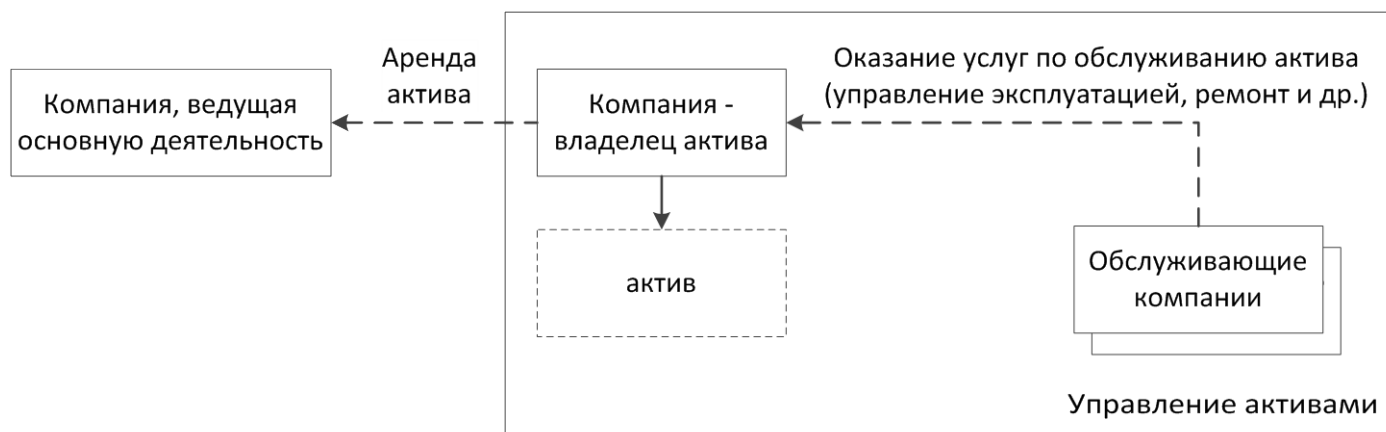 Аренда
актива
Компания, ведущая
основную деятельность
Компания -
владелец актива
Оказание услуг по обслуживанию актива
(управление эксплуатацией, ремонт и др.)
актив
Обслуживающие
компании
Управление активами